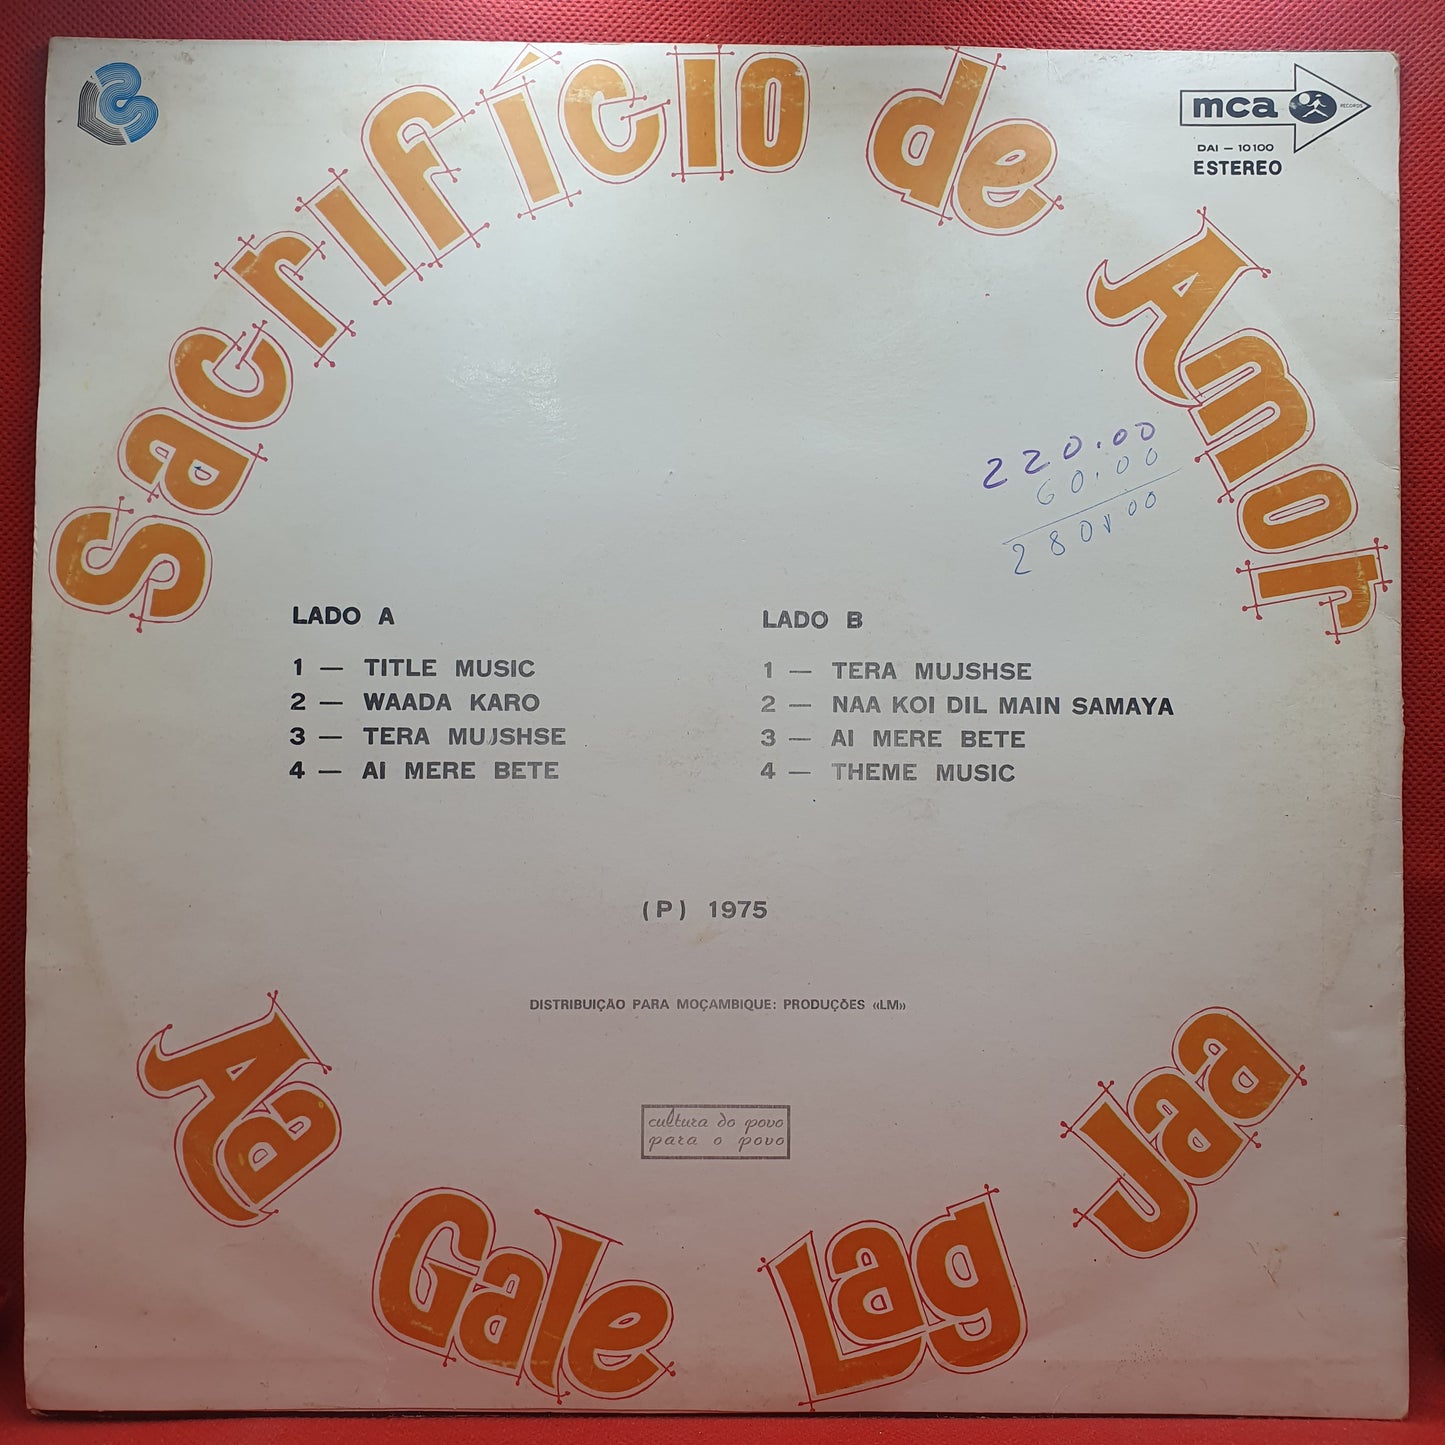 Sacrifício de Amor
mca RECORDS
DAI — 10100
ESTEREO
220.00
60.00
280$00
LADO A
1 — TITLE MUSIC
2 — WAADA KARO
3 — TERA MUJSHSE
4 — AI MERE BETE
LADO B
1 — TERA MUJSHSE
2 — NAA KOI DIL MAIN SAMAYA
3 — AI MERE BETE
4 — THEME MUSIC
(P) 1975
DISTRIBUIÇÃO PARA MOÇAMBIQUE: PRODUÇÕES «LM»
cultura do povo
para o povo
Aa Gale Lag Jaa